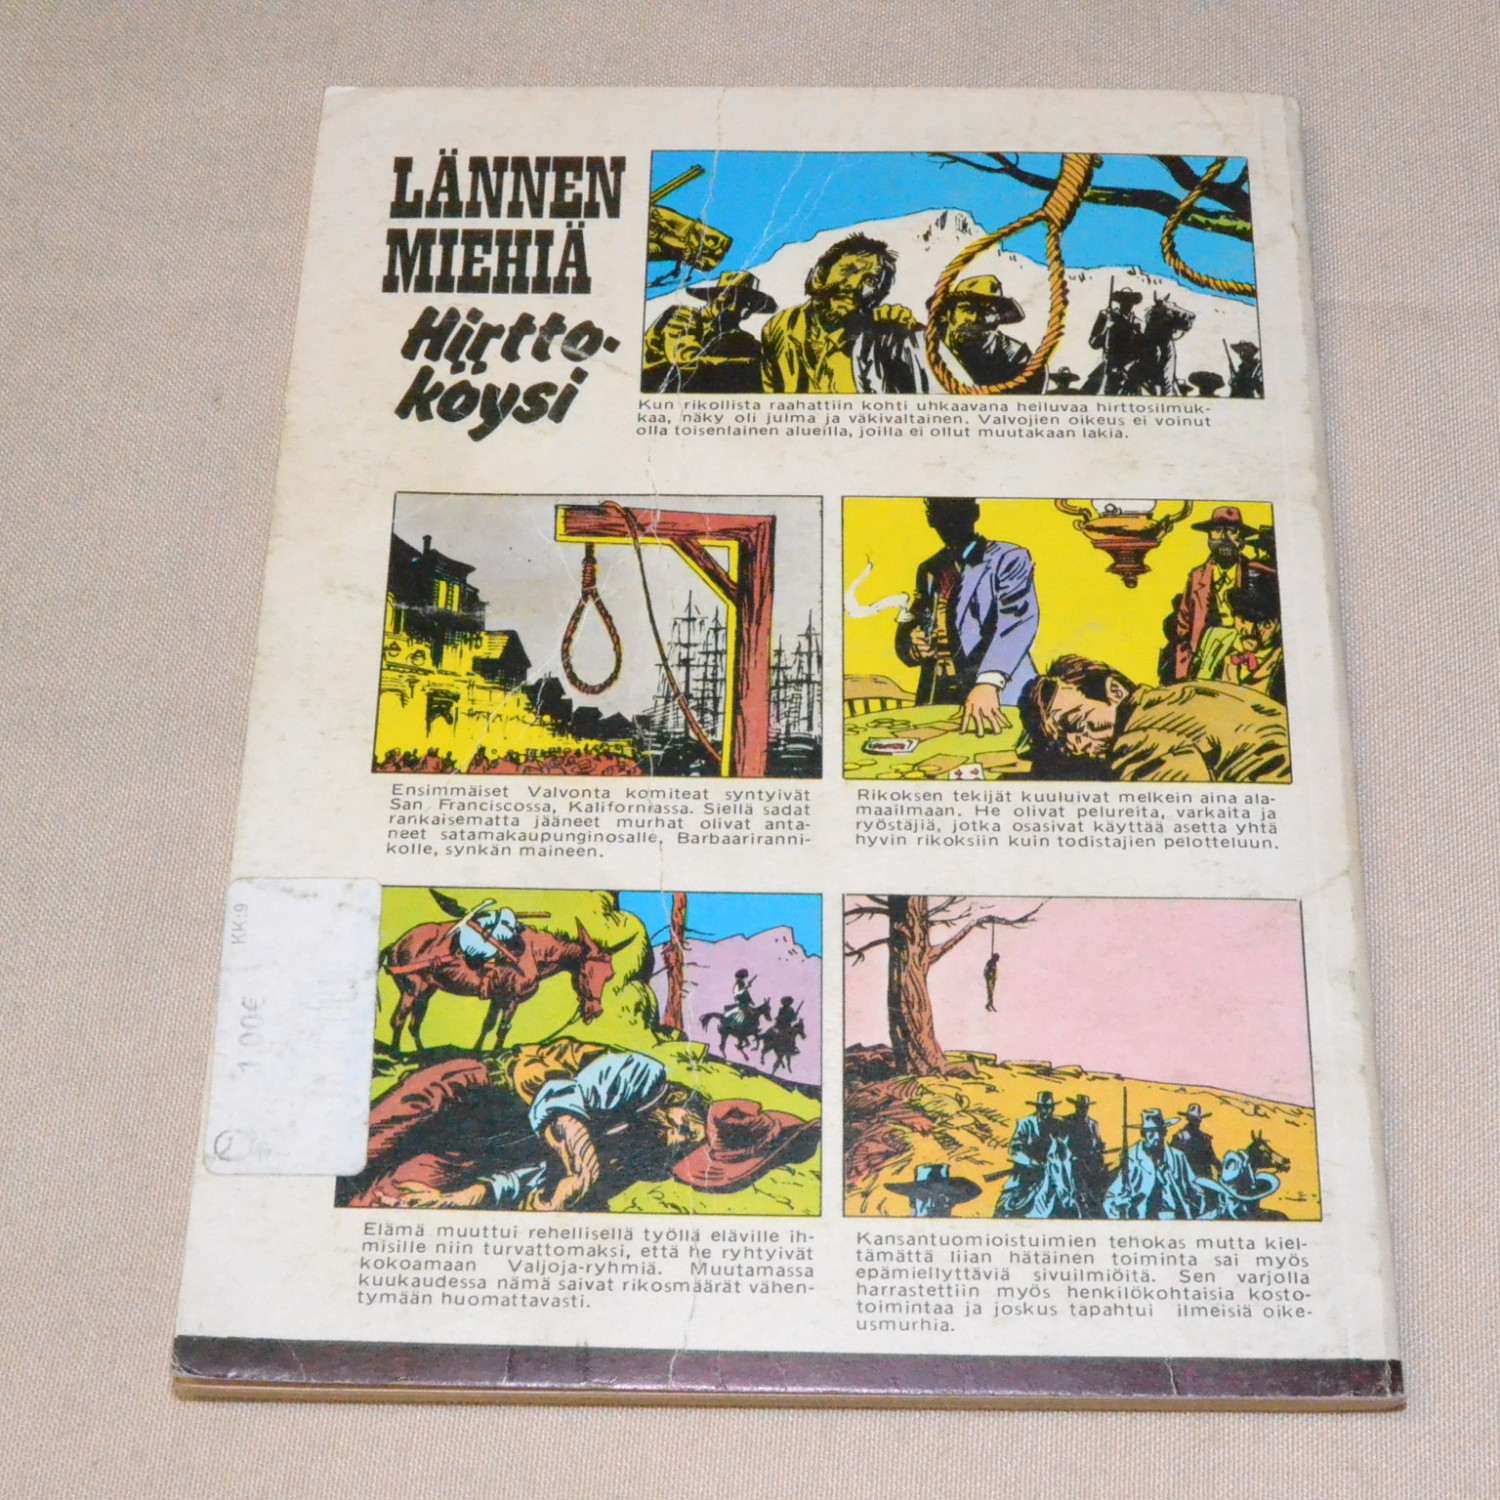 LÄNNEN
MIEHIÄ
Hirtto-
köysi
Kun rikollista raahattiin kohti uhkaavana heiluvaa hirttosilmuk-
kaa, näky oli julma ja väkivaltainen. Valvojien oikeus ei voinut
olla toisenlainen alueilla, joilla ei ollut muutakaan lakia.
Ensimmäiset Valvonta komiteat syntyivät
San Franciscossa, Kaliforniassa. Siellä sadat
rankaisematta jääneet murhat olivat anta-
neet satamakaupunginosalle, Barbaariranni-
kolle, synkän maineen.
Rikoksen tekijät kuuluivat melkein aina ala-
maailmaan. He olivat pelureita, varkaita ja
ryöstäjiä, jotka osasivat käyttää asetta yhtä
hyvin rikoksiin kuin todistajien pelotteluun.
KK:9
1,00€
Elämä muuttui rehellisellä työllä eläville ih-
misille niin turvattomaksi, että he ryhtyivät
kokoamaan Valjoja-ryhmiä. Muutamassa
kuukaudessa nämä saivat rikosmäärät vähen-
tymään huomattavasti.
Kansantuomioistuimien tehokas mutta kiel-
tämättä liian hätäinen toiminta sai myös
epämiellyttäviä sivuilmiöitä. Sen varjolla
harrastettiin myös henkilökohtaisia kosto-
toimintaa ja joskus tapahtui ilmeisiä oike-
usmurhia.